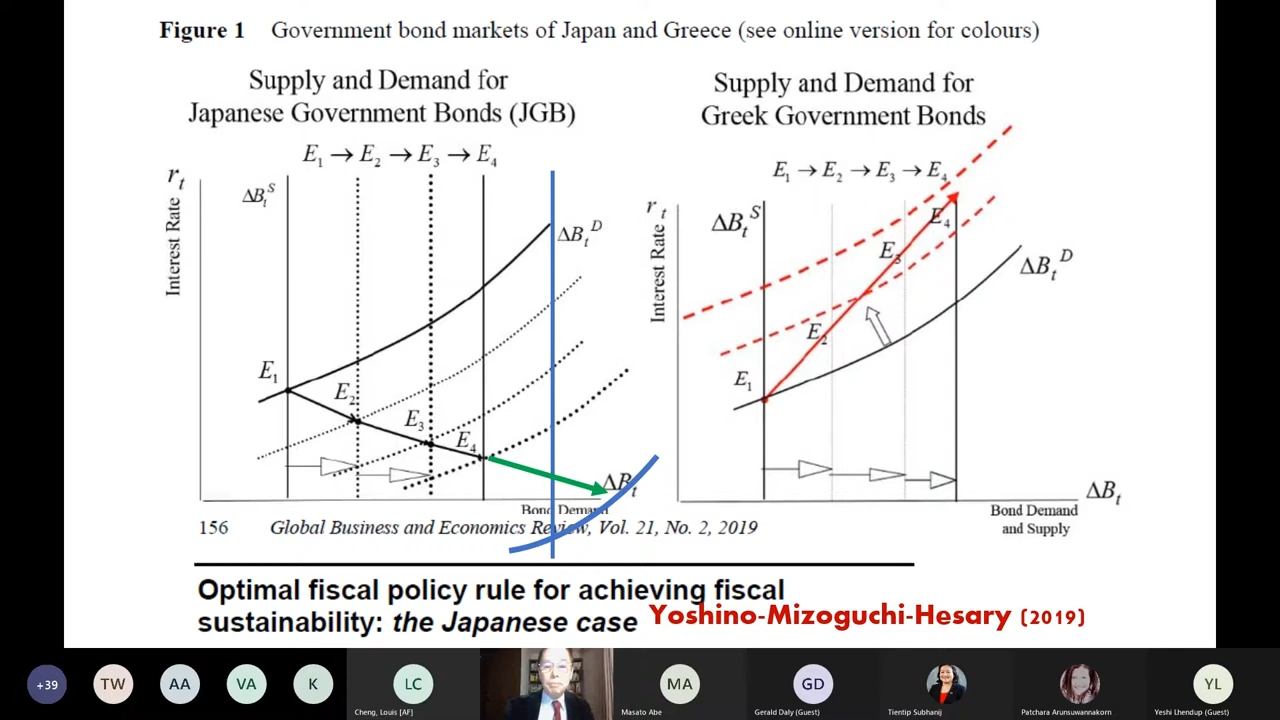 Figure 1 Government bond markets of Japan and Greece (see online version for colours)
Supply and Demand for
Japanese Government Bonds (JGB)
E1 → E2 → E3 → E4
rt
Interest Rate
ΔBtS
ΔBtD
E1
E2
E3
E4
ΔBt
Bond Demand
Supply and Demand for
Greek Government Bonds
E1 → E2 → E3 → E4
rt
Interest Rate
ΔBtS
ΔBtD
E1
E2
E3
E4
ΔBt
Bond Demand
and Supply
156 Global Business and Economics Review, Vol. 21, No. 2, 2019
Optimal fiscal policy rule for achieving fiscal
sustainability: the Japanese case
Yoshino-Mizoguchi-Hesary (2019)
+39
TW
AA
VA
K
LC
Cheng, Louis [AF]
MA
Masato Abe
GD
Gerald Daly (Guest)
Tientip Subhanij
Patchara Arunsuwannakorn
YL
Yeshi Lhendup (Guest)